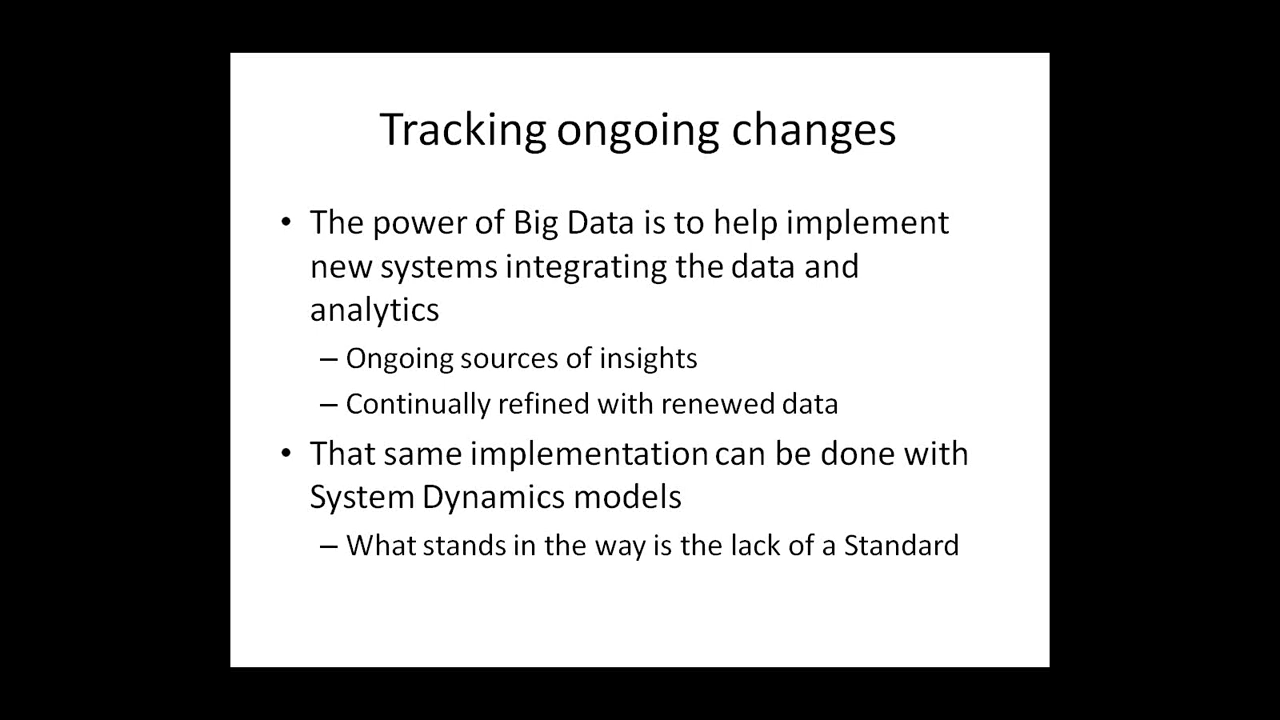 Tracking ongoing changes
• The power of Big Data is to help implement
new systems integrating the data and
analytics
– Ongoing sources of insights
– Continually refined with renewed data
• That same implementation can be done with
System Dynamics models
– What stands in the way is the lack of a Standard